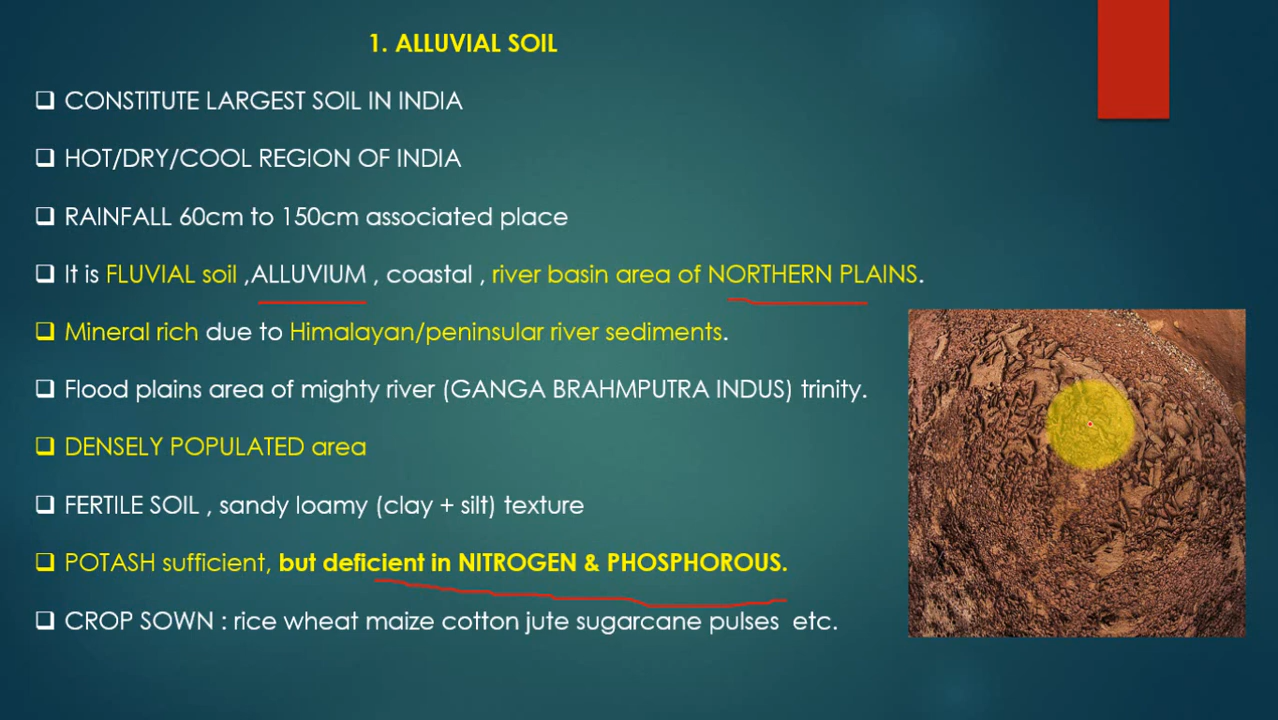 1. ALLUVIAL SOIL
CONSTITUTE LARGEST SOIL IN INDIA
HOT/DRY/COOL REGION OF INDIA
RAINFALL 60cm to 150cm associated place
It is FLUVIAL soil ,ALLUVIUM , coastal , river basin area of NORTHERN PLAINS.
Mineral rich due to Himalayan/peninsular river sediments.
Flood plains area of mighty river (GANGA BRAHMPUTRA INDUS) trinity.
DENSELY POPULATED area
FERTILE SOIL , sandy loamy (clay + silt) texture
POTASH sufficient, but deficient in NITROGEN & PHOSPHOROUS.
CROP SOWN : rice wheat maize cotton jute sugarcane pulses etc.